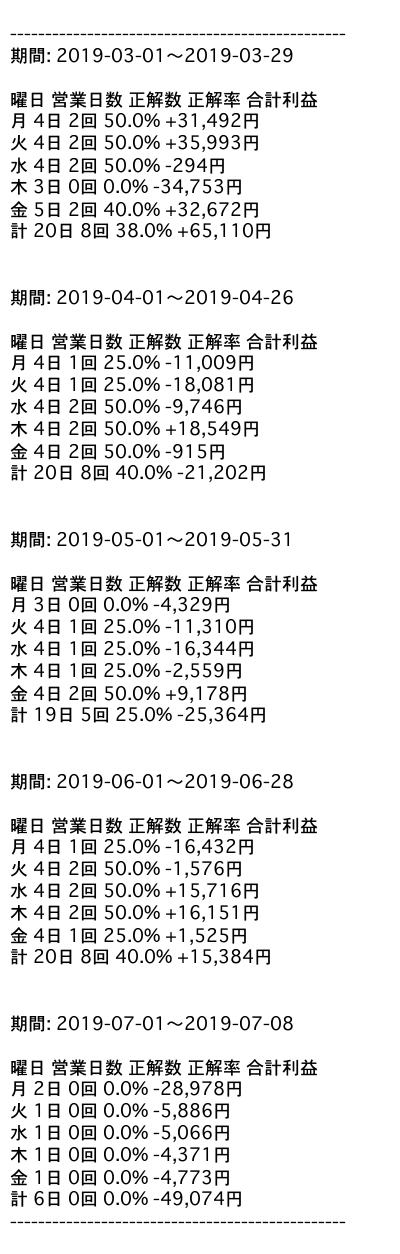 ------------------------------------------------
期間: 2019-03-01～2019-03-29
曜日 営業日数 正解数 正解率 合計利益
月 4日 2回 50.0% +31,492円
火 4日 2回 50.0% +35,993円
水 4日 2回 50.0% -294円
木 3日 0回 0.0% -34,753円
金 5日 2回 40.0% +32,672円
計 20日 8回 38.0% +65,110円
期間: 2019-04-01～2019-04-26
曜日 営業日数 正解数 正解率 合計利益
月 4日 1回 25.0% -11,009円
火 4日 1回 25.0% -18,081円
水 4日 2回 50.0% -9,746円
木 4日 2回 50.0% +18,549円
金 4日 2回 50.0% -915円
計 20日 8回 40.0% -21,202円
期間: 2019-05-01～2019-05-31
曜日 営業日数 正解数 正解率 合計利益
月 3日 0回 0.0% -4,329円
火 4日 1回 25.0% -11,310円
水 4日 1回 25.0% -16,344円
木 4日 1回 25.0% -2,559円
金 4日 2回 50.0% +9,178円
計 19日 5回 25.0% -25,364円
期間: 2019-06-01～2019-06-28
曜日 営業日数 正解数 正解率 合計利益
月 4日 1回 25.0% -16,432円
火 4日 2回 50.0% -1,576円
水 4日 2回 50.0% +15,716円
木 4日 2回 50.0% +16,151円
金 4日 1回 25.0% +1,525円
計 20日 8回 40.0% +15,384円
期間: 2019-07-01～2019-07-08
曜日 営業日数 正解数 正解率 合計利益
月 2日 0回 0.0% -28,978円
火 1日 0回 0.0% -5,886円
水 1日 0回 0.0% -5,066円
木 1日 0回 0.0% -4,371円
金 1日 0回 0.0% -4,773円
計 6日 0回 0.0% -49,074円
------------------------------------------------